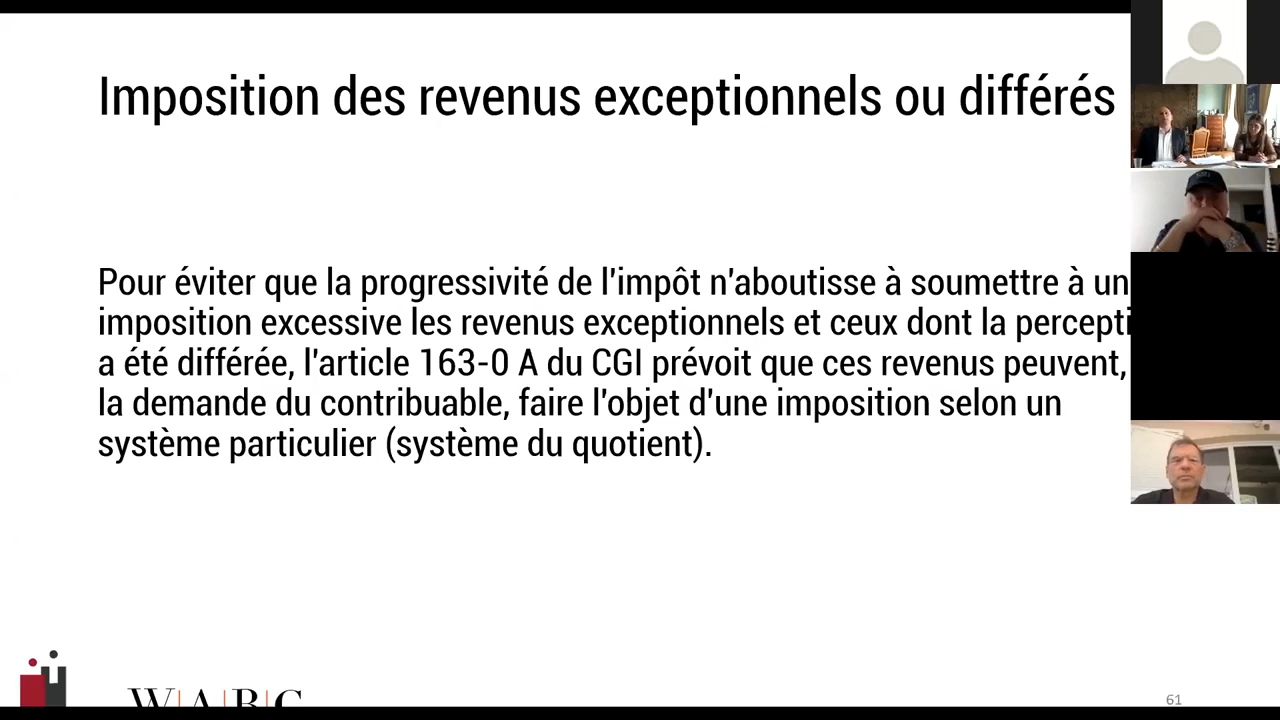 Imposition des revenus exceptionnels ou différés
Pour éviter que la progressivité de l'impôt n'aboutisse à soumettre à un
imposition excessive les revenus exceptionnels et ceux dont la percepti
a été différée, l'article 163-0 A du CGI prévoit que ces revenus peuvent,
la demande du contribuable, faire l'objet d'une imposition selon un
système particulier (système du quotient).
W|A|B|C
61